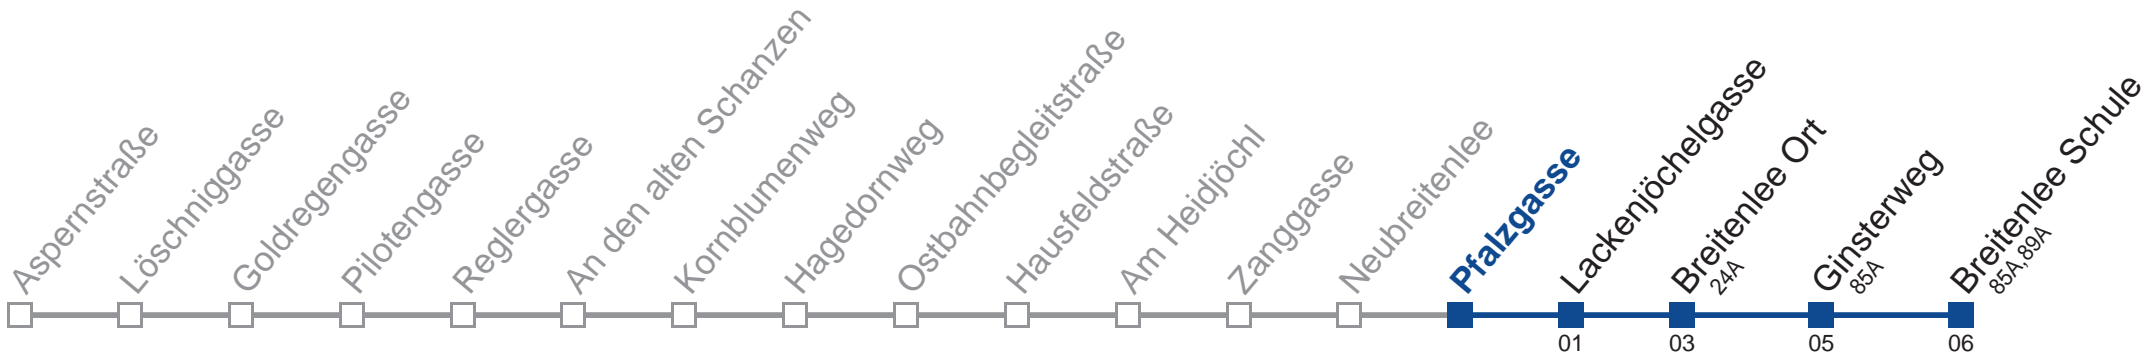 Aspernstraße
Löschniggasse
Goldregengasse
Pilotengasse
Reglergasse
An den alten Schanzen
Kornblumenweg
Hagedornweg
Ostbahnbegleitstraße
Hausfeldstraße
Am Heidjöchl
Zanggasse
Neubreitenlee
Pfalzgasse
Lackenjöchelgasse
01
Breitenlee Ort
24A
03
Ginsterweg
85A
05
Breitenlee Schule
85A,89A
06